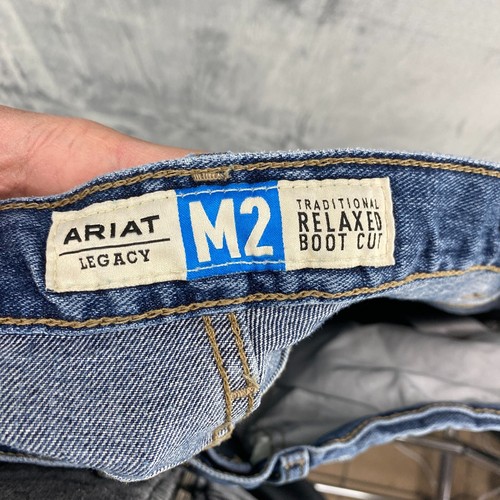 ARIAT
LEGACY
M2
TRADITIONAL
RELAXED
BOOT CUT